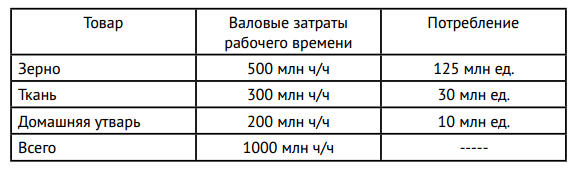 Товар Валовые затраты рабочего времени Потребление
Зерно 500 млн ч/ч 125 млн ед.
Ткань 300 млн ч/ч 30 млн ед.
Домашняя утварь 200 млн ч/ч 10 млн ед.
Всего 1000 млн ч/ч -----